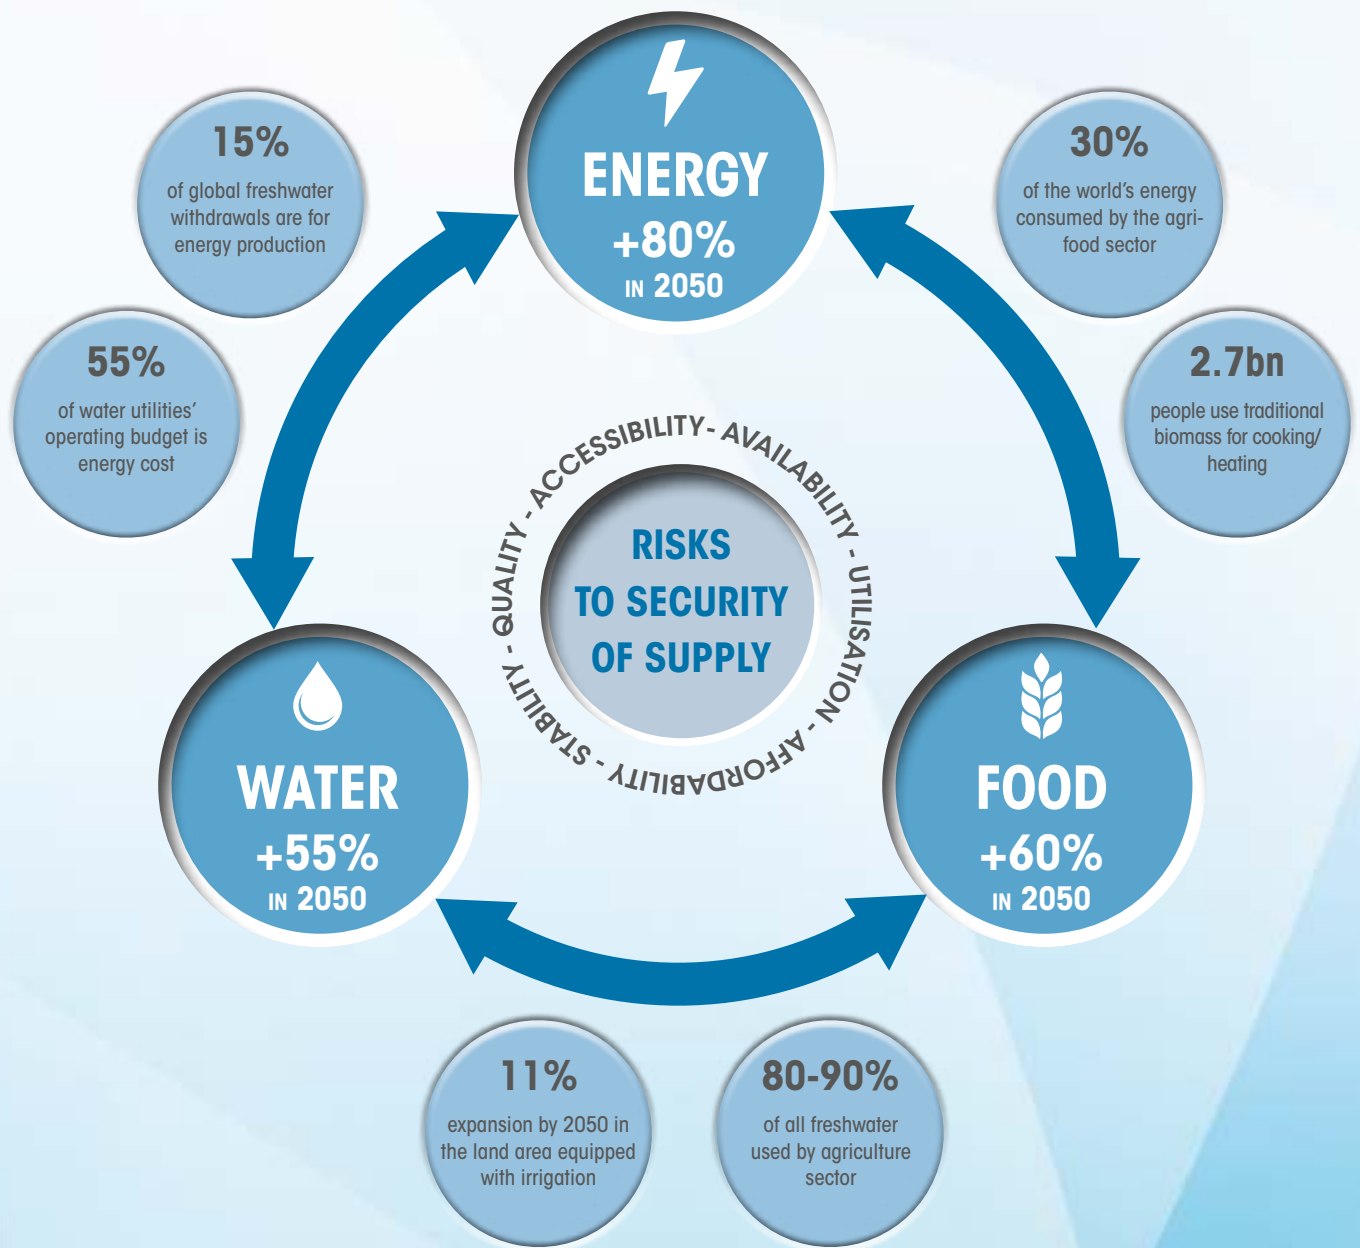 ENERGY
+80%
IN 2050
15%
of global freshwater
withdrawals are for
energy production
30%
of the world's energy
consumed by the agri-
food sector
55%
of water utilities'
operating budget is
energy cost
2.7bn
people use traditional
biomass for cooking/
heating
QUALITY - ACCESSIBILITY - AVAILABILITY - UTILISATION - AFFORDABILITY - STABILITY -
RISKS
TO SECURITY
OF SUPPLY
WATER
+55%
IN 2050
FOOD
+60%
IN 2050
11%
expansion by 2050 in
the land area equipped
with irrigation
80-90%
of all freshwater
used by agriculture
sector